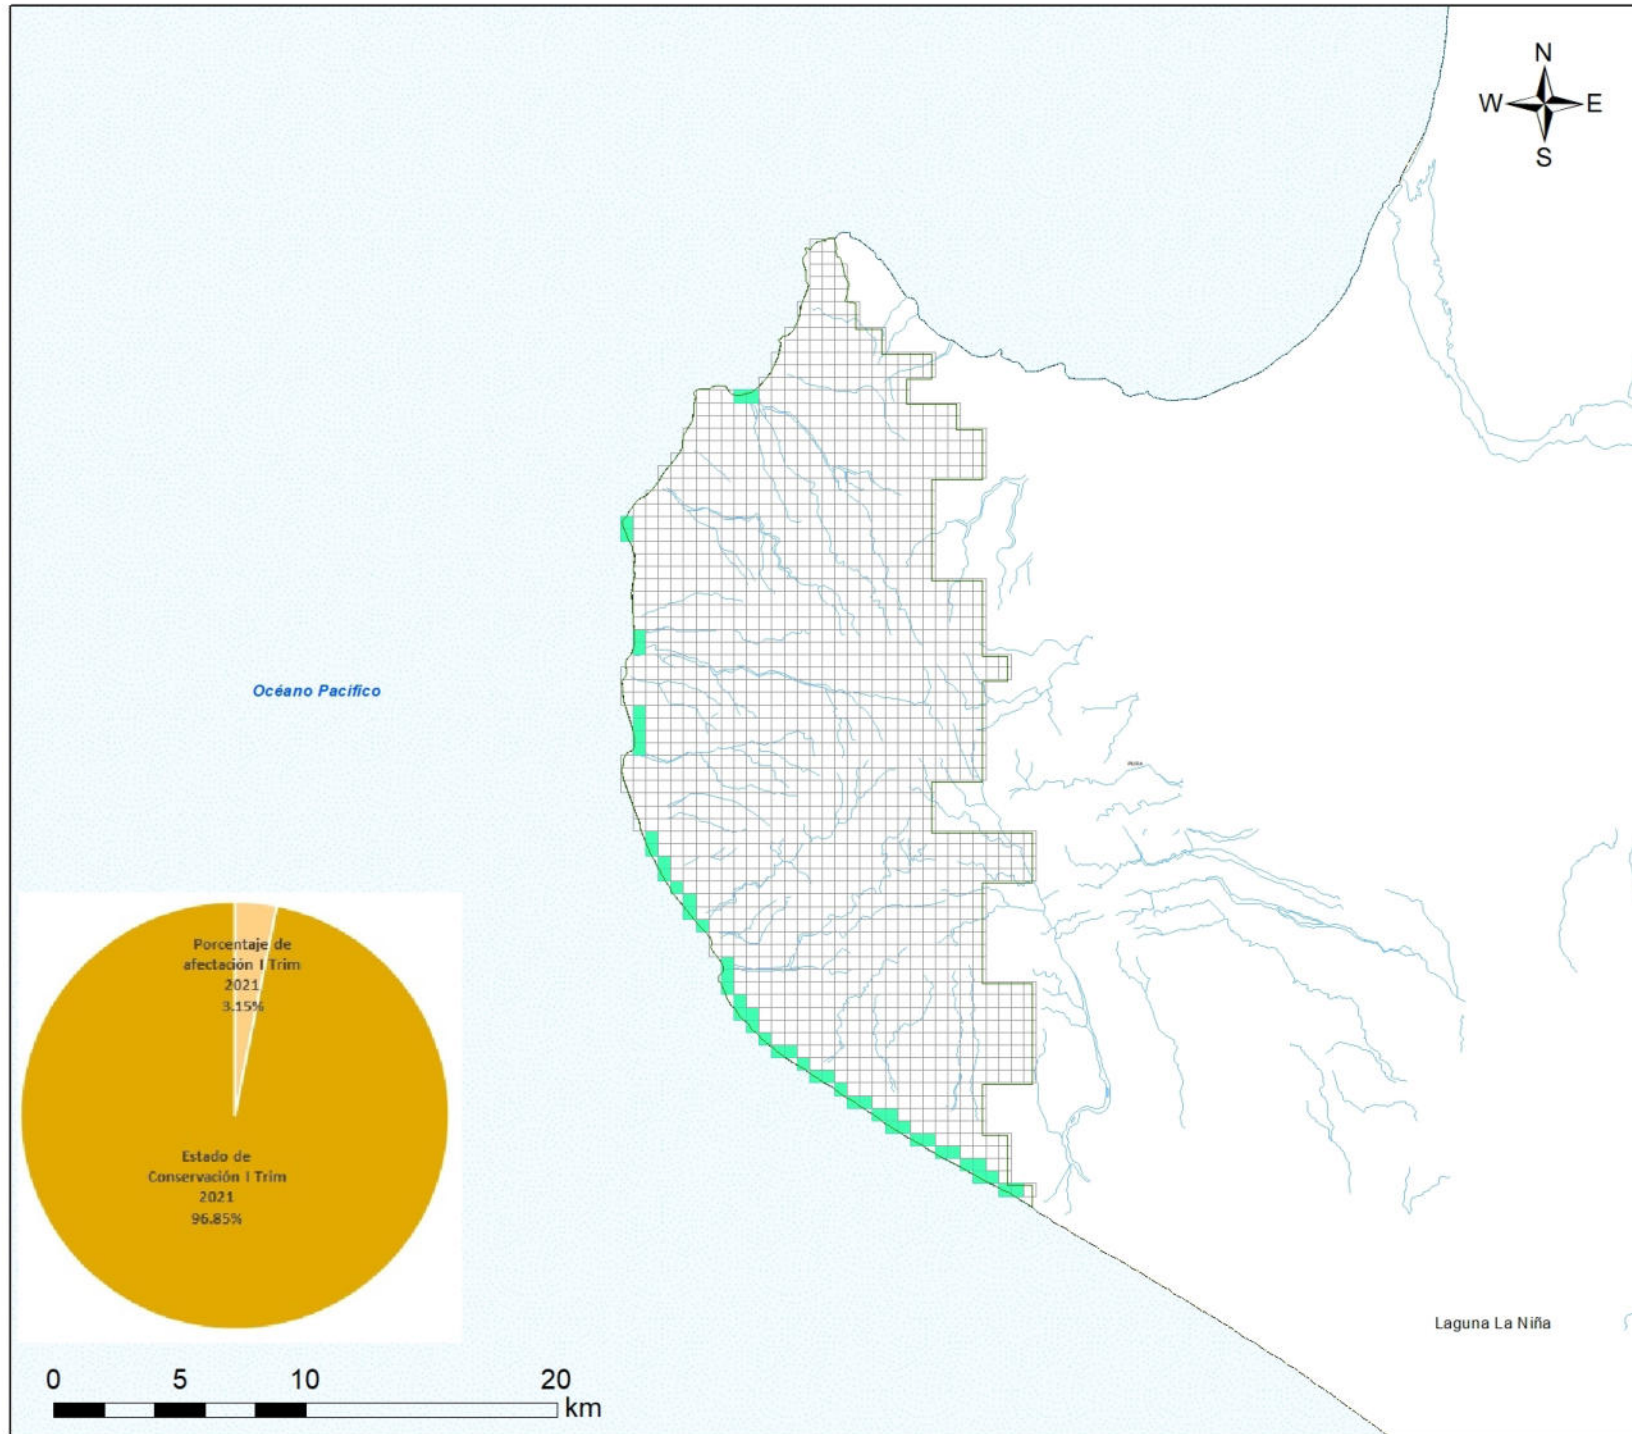 N
W E
S
Océano Pacífico
Porcentaje de
afectación I Trim
2021
3.15%
Estado de
Conservación I Trim
2021
96.85%
Laguna La Niña
0 5 10 20
km